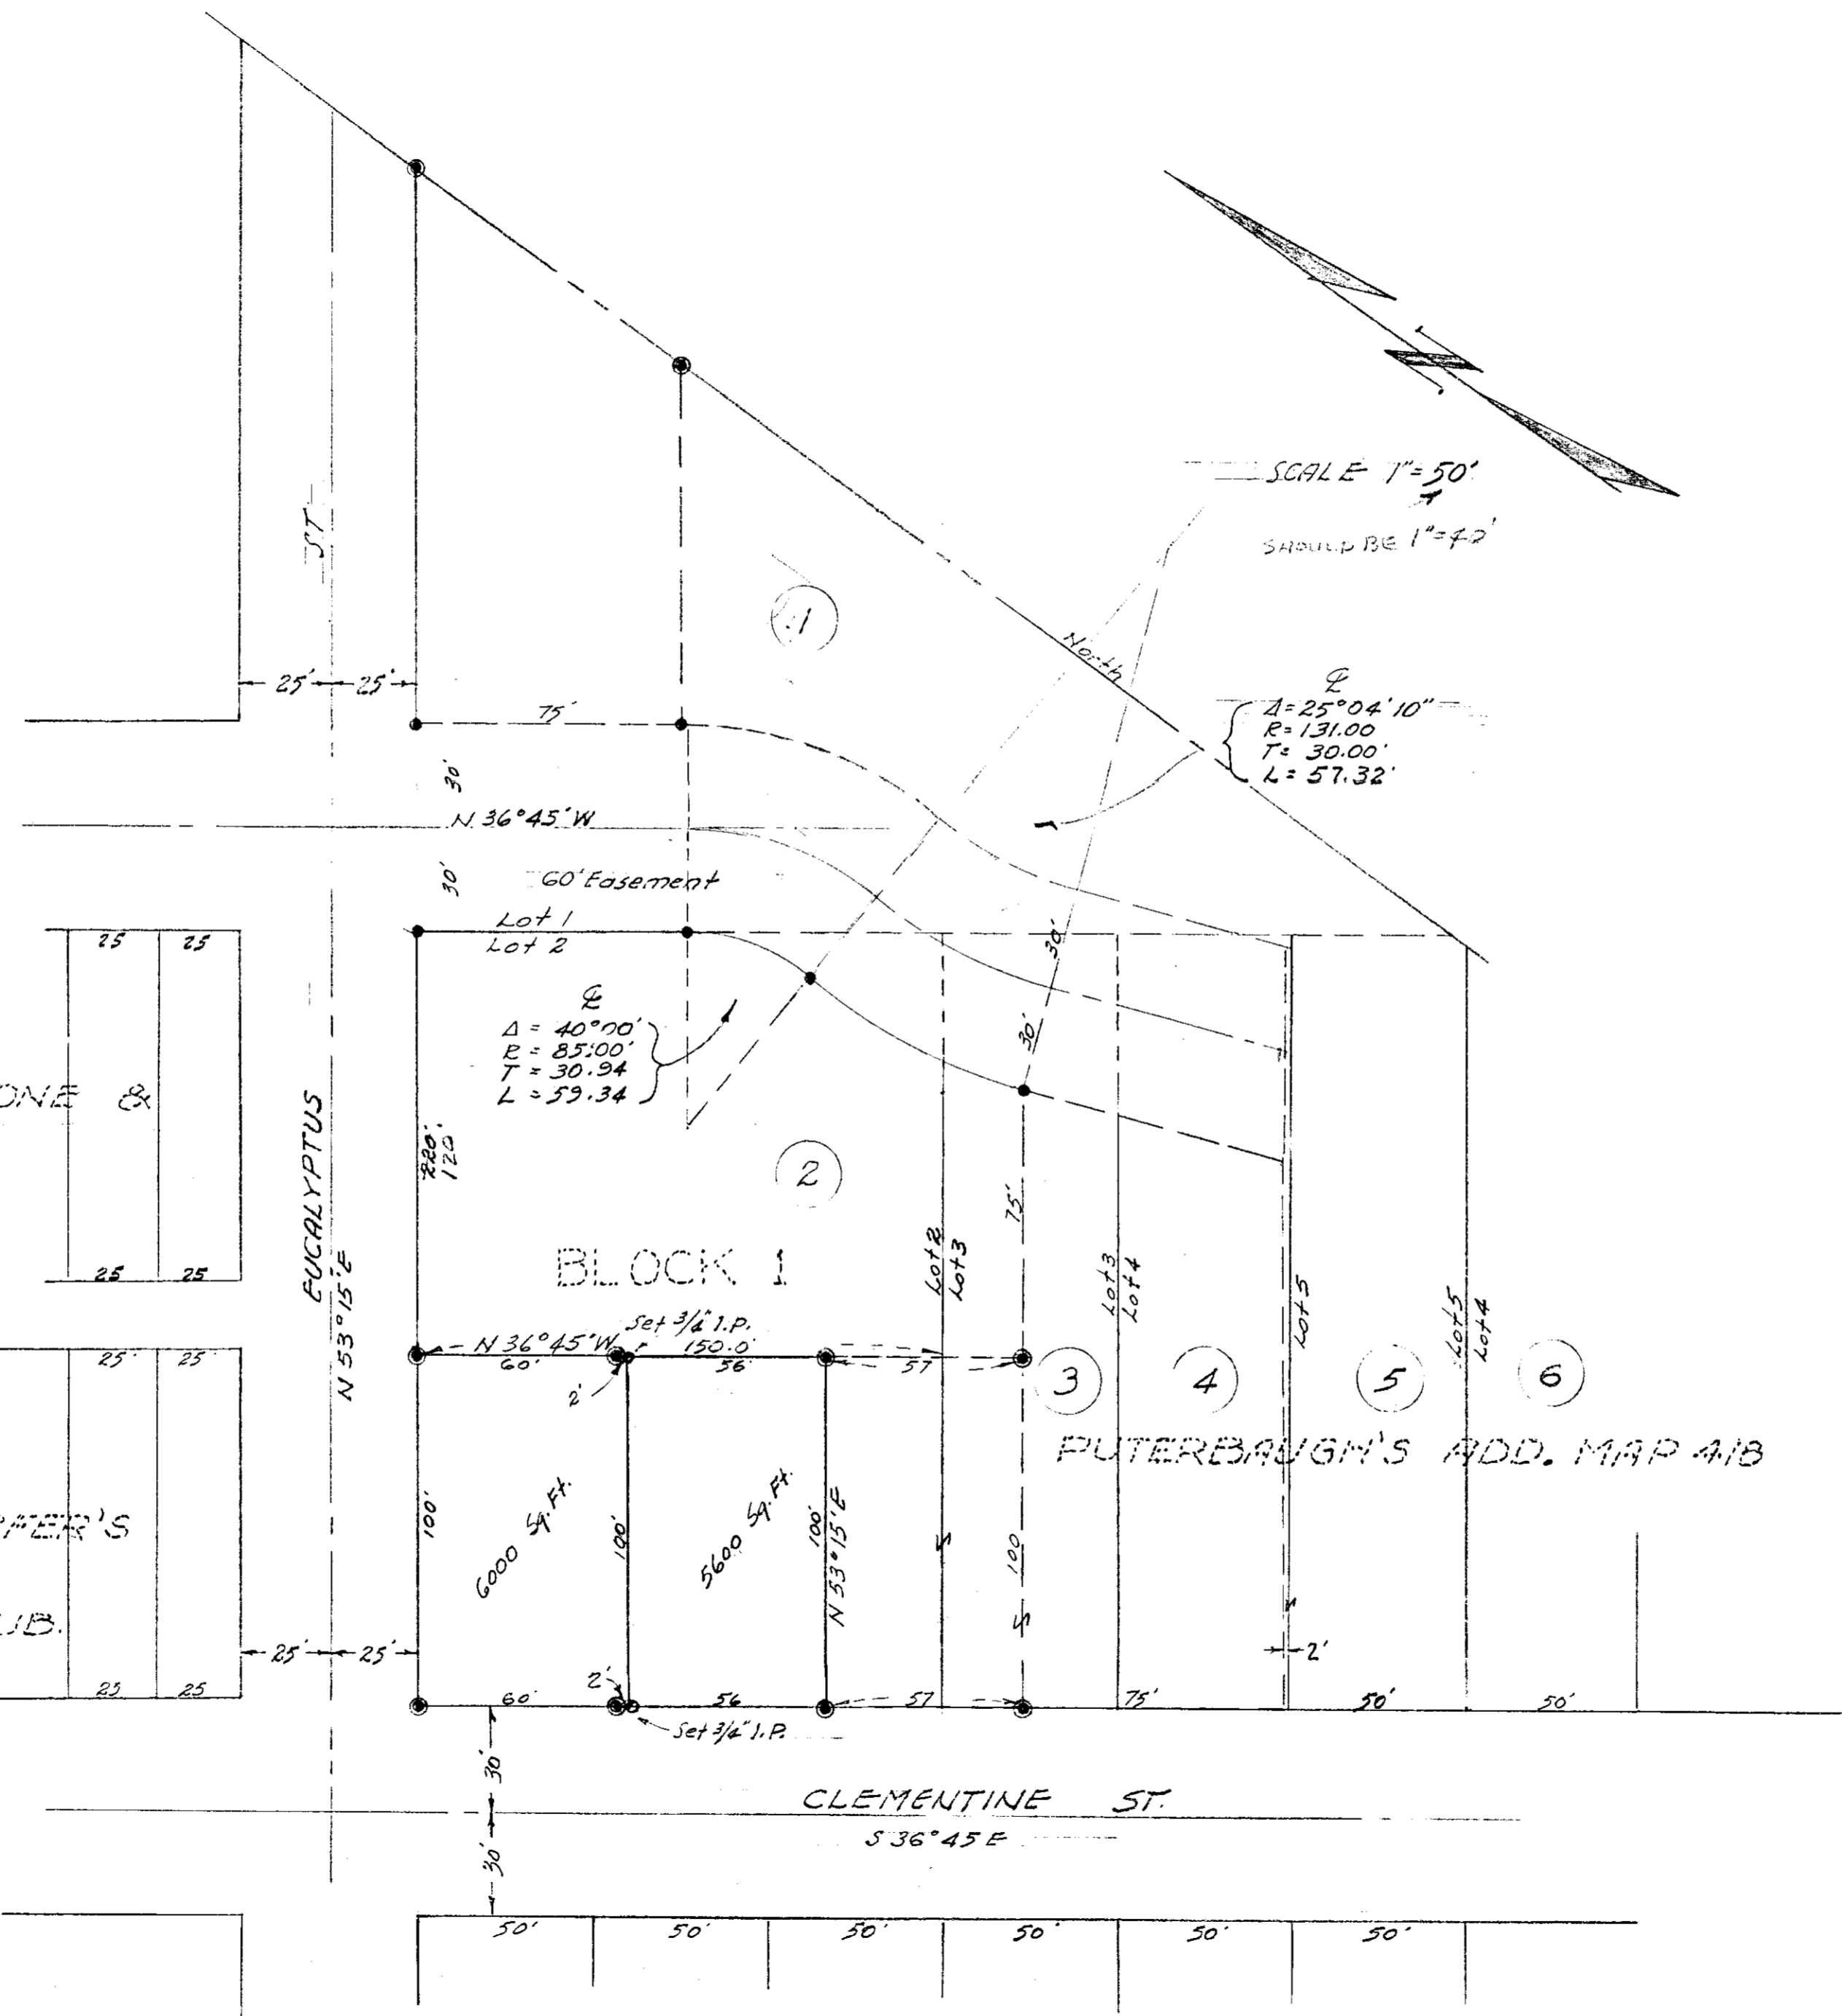 SCALE 1"=50'
SHOULD BE 1"=40'
ST
1
North
25' 25'
75'
℄
Δ=25°04'10"
R=131.00
T=30.00'
L=57.32'
30'
N 36°45'W
30'
60' Easement
Lot 1
Lot 2
25 25
30'
30'
℄
Δ = 40°00'
R = 85.00'
T = 30.94
L = 59.34
ONE &
EUCALYPTUS
N 53°15'E
220'
120'
2
75'
BLOCK 1
Lot 2
Lot 3
Lot 3
Lot 4
Lot 5
Lot 5
Lot 4
25 25
Set 3/4" I.P.
N 36°45'W 150.0'
60' 56 57
2'
25' 25'
3 4 5 6
PUTERBAUGH'S ADD. MAP 418
100'
6000 Sq. Ft.
100'
5600 Sq. Ft.
100'
N 53°15'E
100
FER'S
UB.
25' 25'
2'
25 25
60' 2' 56 57 75' 50' 50'
Set 3/4" I.P.
30'
CLEMENTINE ST.
S 36°45 E
30'
50' 50' 50' 50' 50' 50'